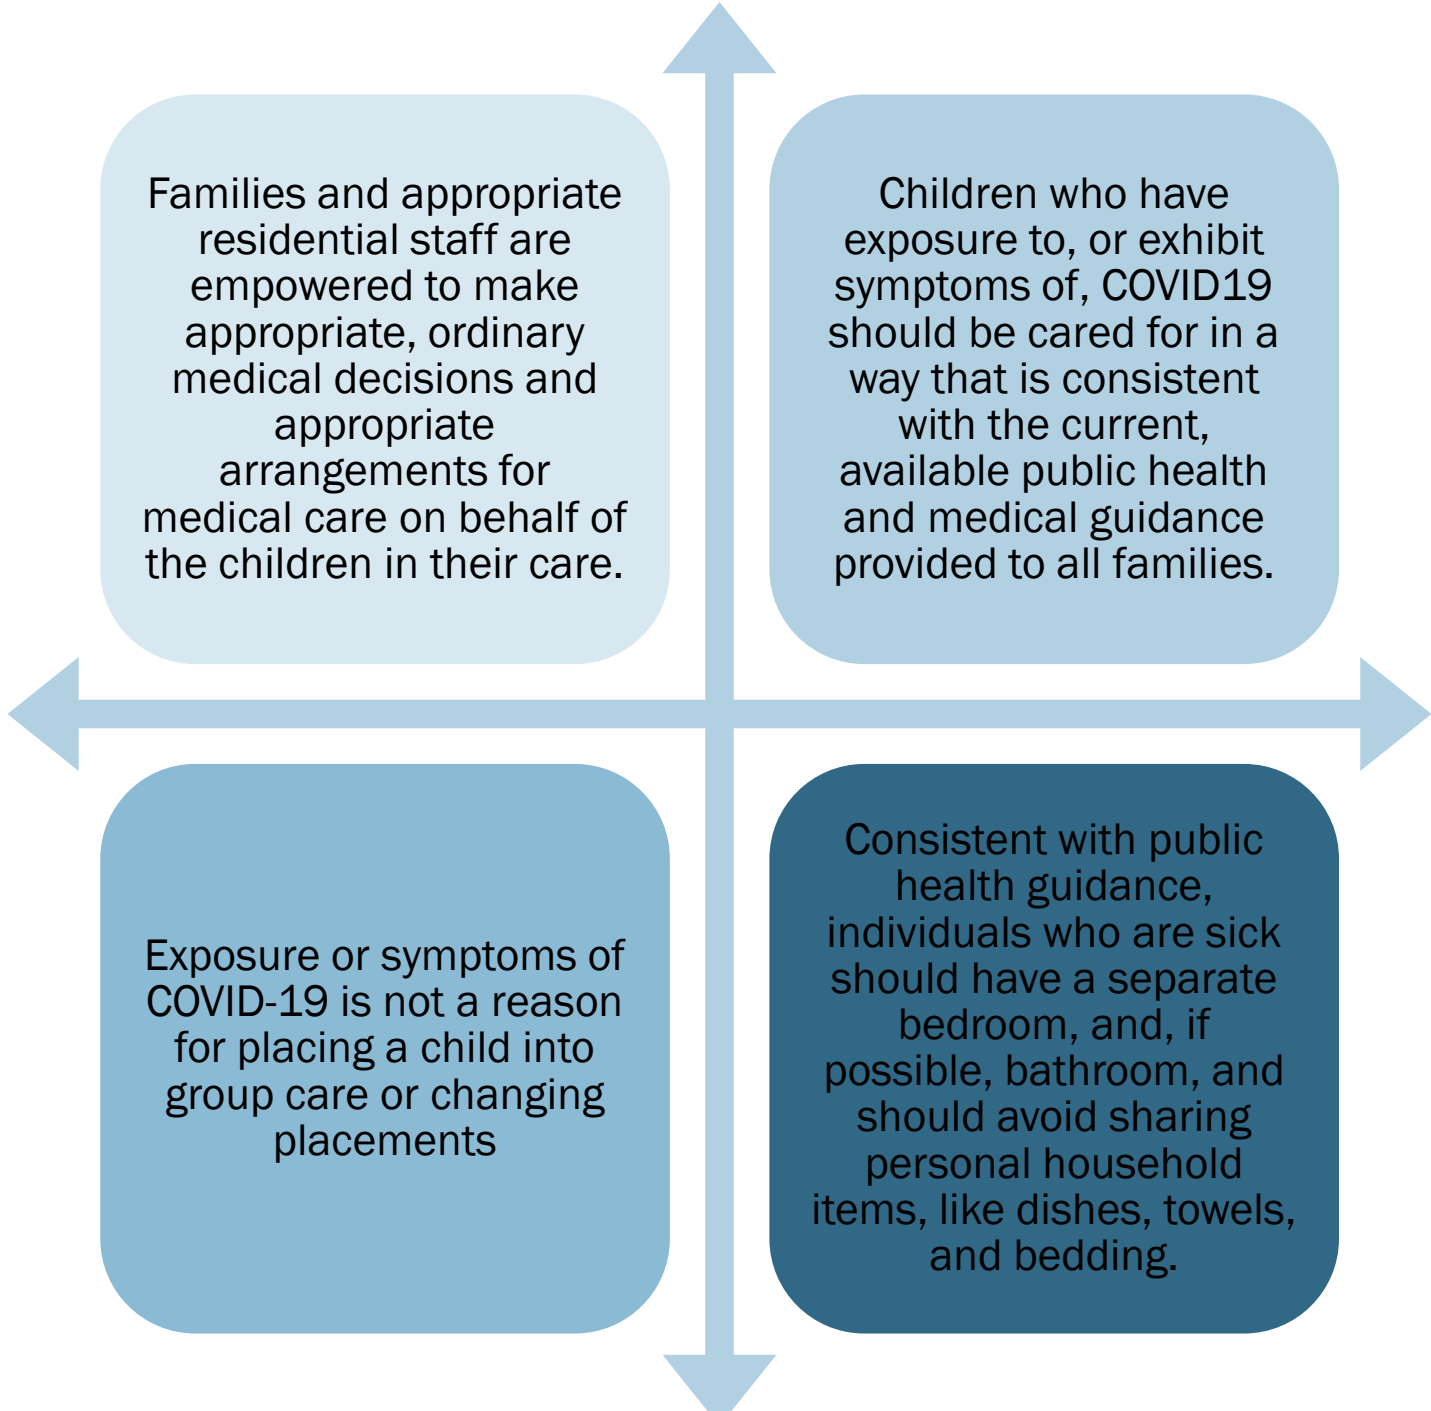 Families and appropriate
residential staff are
empowered to make
appropriate, ordinary
medical decisions and
appropriate
arrangements for
medical care on behalf of
the children in their care.
Children who have
exposure to, or exhibit
symptoms of, COVID19
should be cared for in a
way that is consistent
with the current,
available public health
and medical guidance
provided to all families.
Exposure or symptoms of
COVID-19 is not a reason
for placing a child into
group care or changing
placements
Consistent with public
health guidance,
individuals who are sick
should have a separate
bedroom, and, if
possible, bathroom, and
should avoid sharing
personal household
items, like dishes, towels,
and bedding.